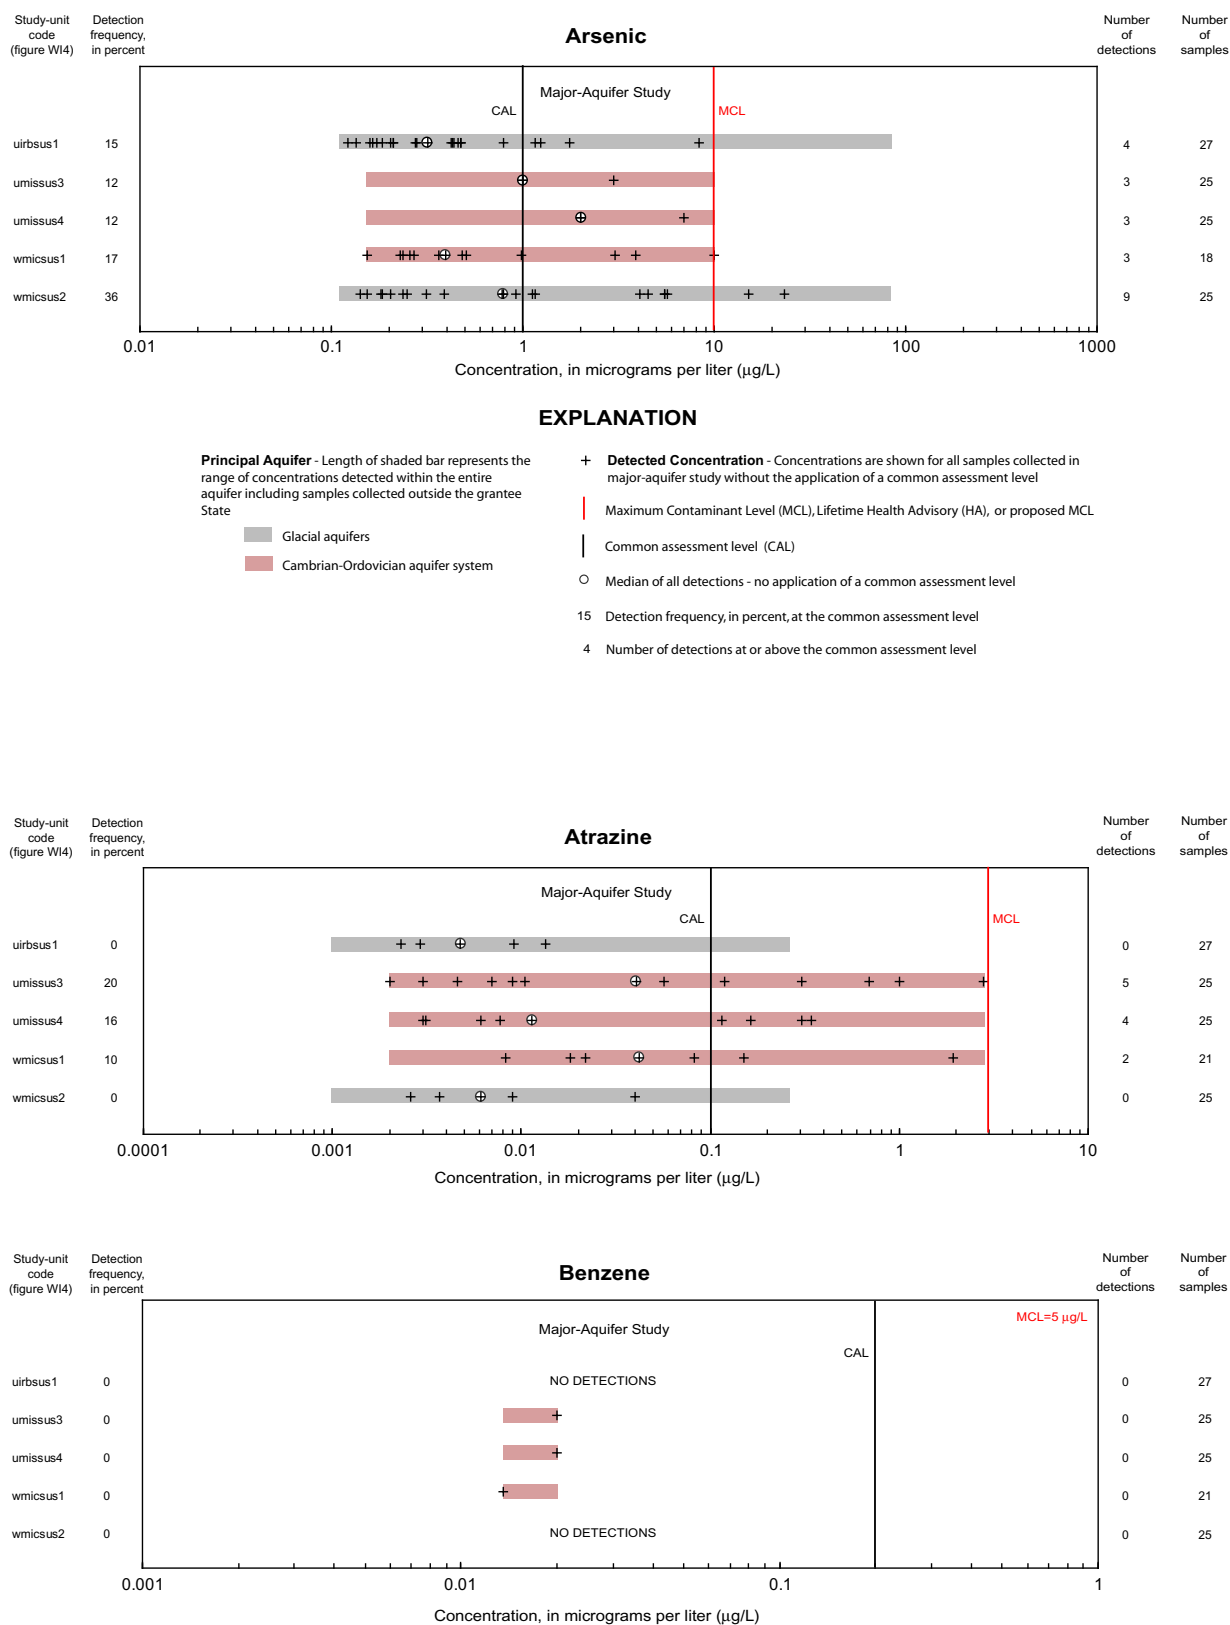 Study-unit
code
(figure WI4)
Detection
frequency,
in percent
Arsenic
Number
of
detections
Number
of
samples
Major-Aquifer Study
CAL
MCL
uirbsus1 15 4 27
umissus3 12 3 25
umissus4 12 3 25
wmicsus1 17 3 18
wmicsus2 36 9 25
0.01 0.1 1 10 100 1000
Concentration, in micrograms per liter (µg/L)
EXPLANATION
Principal Aquifer - Length of shaded bar represents the
range of concentrations detected within the entire
aquifer including samples collected outside the grantee
State
Glacial aquifers
Cambrian-Ordovician aquifer system
+ Detected Concentration - Concentrations are shown for all samples collected in
major-aquifer study without the application of a common assessment level
Maximum Contaminant Level (MCL), Lifetime Health Advisory (HA), or proposed MCL
Common assessment level (CAL)
Median of all detections - no application of a common assessment level
15 Detection frequency, in percent, at the common assessment level
4 Number of detections at or above the common assessment level
Study-unit
code
(figure WI4)
Detection
frequency,
in percent
Atrazine
Number
of
detections
Number
of
samples
Major-Aquifer Study
CAL
MCL
uirbsus1 0 0 27
umissus3 20 5 25
umissus4 16 4 25
wmicsus1 10 2 21
wmicsus2 0 0 25
0.0001 0.001 0.01 0.1 1 10
Concentration, in micrograms per liter (µg/L)
Study-unit
code
(figure WI4)
Detection
frequency,
in percent
Benzene
Number
of
detections
Number
of
samples
MCL=5 µg/L
Major-Aquifer Study
CAL
uirbsus1 0 NO DETECTIONS 0 27
umissus3 0 0 25
umissus4 0 0 25
wmicsus1 0 0 21
wmicsus2 0 NO DETECTIONS 0 25
0.001 0.01 0.1 1
Concentration, in micrograms per liter (µg/L)